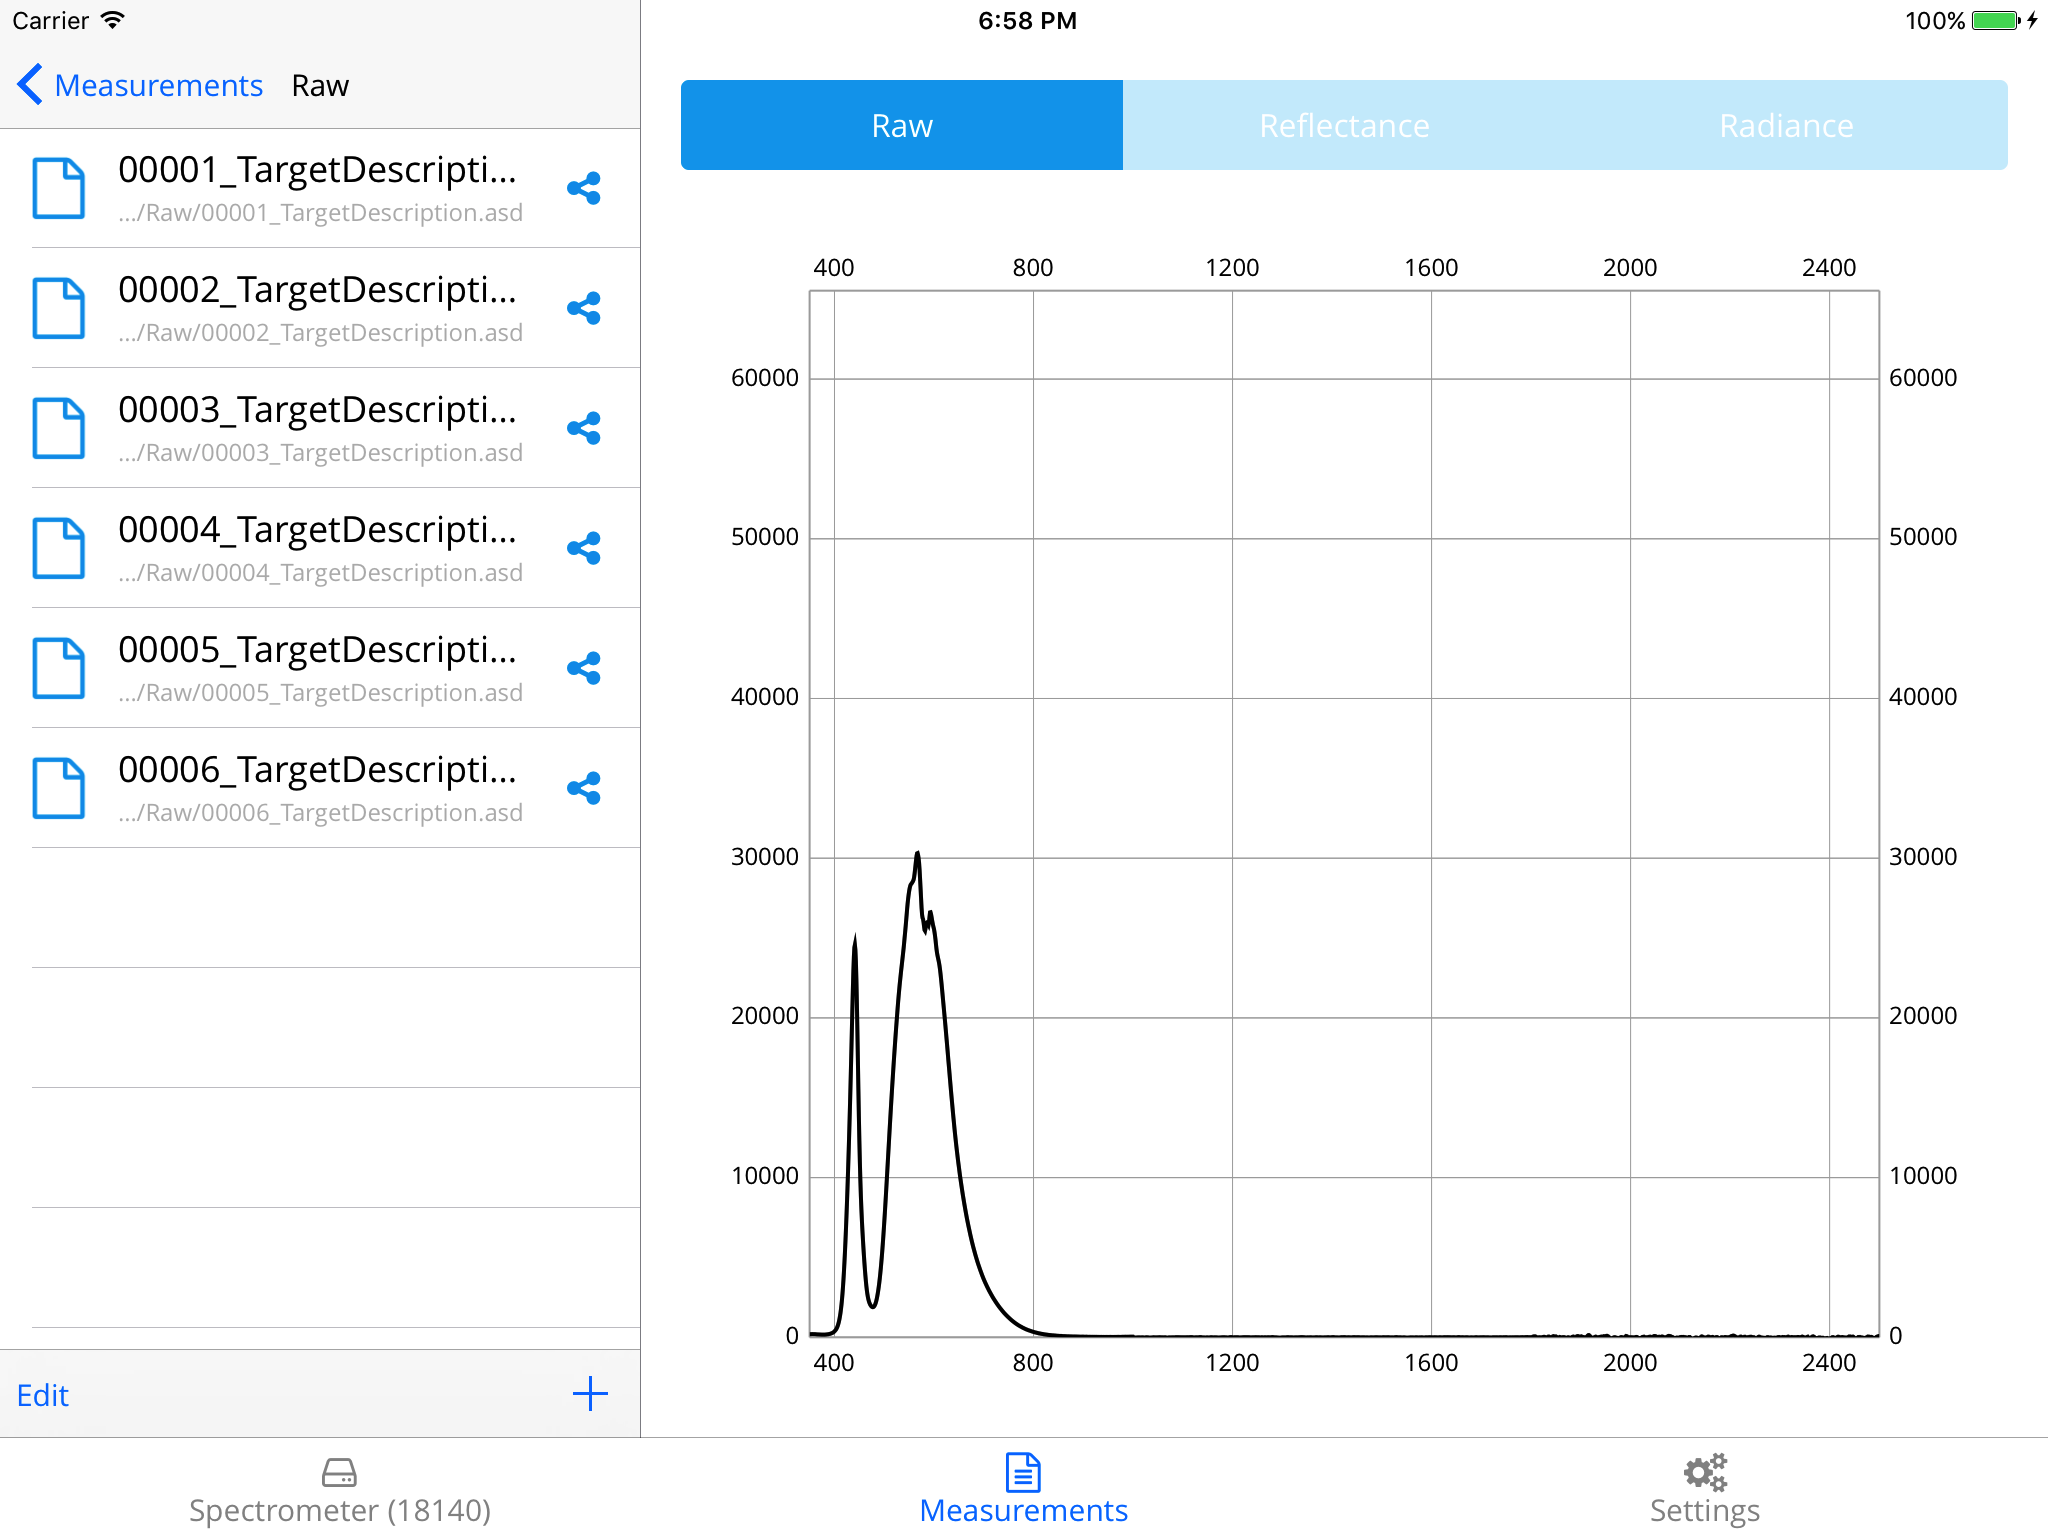 Carrier
6:58 PM
100%
Measurements Raw
00001_TargetDescripti...
.../Raw/00001_TargetDescription.asd
00002_TargetDescripti...
.../Raw/00002_TargetDescription.asd
00003_TargetDescripti...
.../Raw/00003_TargetDescription.asd
00004_TargetDescripti...
.../Raw/00004_TargetDescription.asd
00005_TargetDescripti...
.../Raw/00005_TargetDescription.asd
00006_TargetDescripti...
.../Raw/00006_TargetDescription.asd
Edit
Raw Reflectance Radiance
400 800 1200 1600 2000 2400
60000 60000
50000 50000
40000 40000
30000 30000
20000 20000
10000 10000
0 0
400 800 1200 1600 2000 2400
Spectrometer (18140)
Measurements
Settings